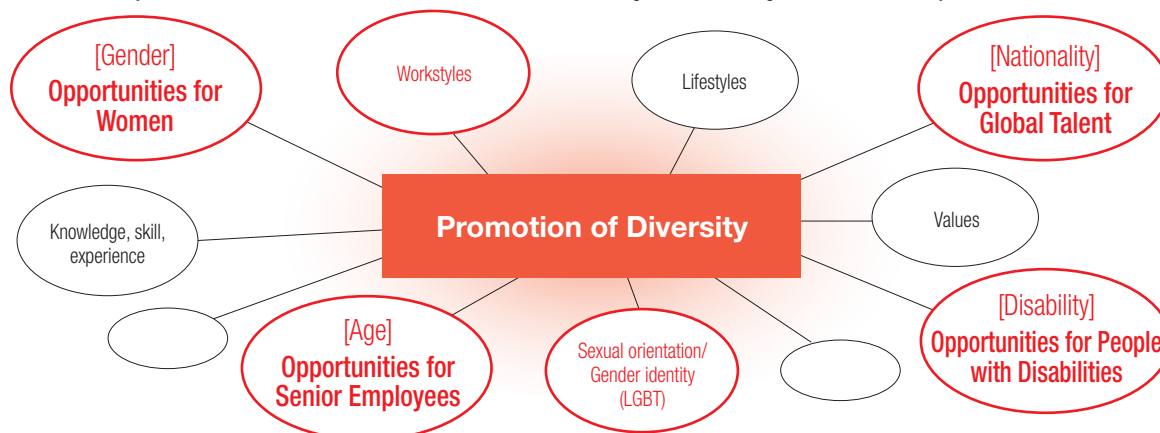 [Gender]
Opportunities for
Women
Workstyles
Lifestyles
[Nationality]
Opportunities for
Global Talent
Promotion of Diversity
Knowledge, skill,
experience
Values
[Age]
Opportunities for
Senior Employees
Sexual orientation/
Gender identity
(LGBT)
[Disability]
Opportunities for People
with Disabilities